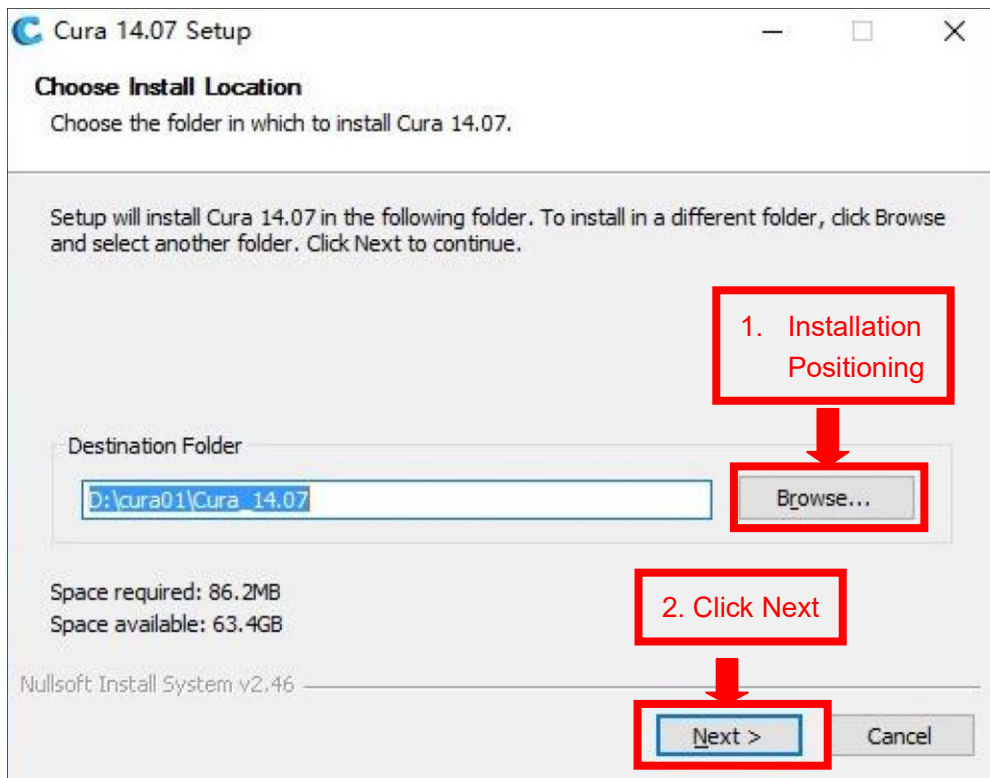 Cura 14.07 Setup
Choose Install Location
Choose the folder in which to install Cura 14.07.
Setup will install Cura 14.07 in the following folder. To install in a different folder, click Browse
and select another folder. Click Next to continue.
1. Installation
Positioning
Destination Folder
D:\cura01\Cura_14.07
Browse...
Space required: 86.2MB
Space available: 63.4GB
2. Click Next
Nullsoft Install System v2.46
Next >
Cancel